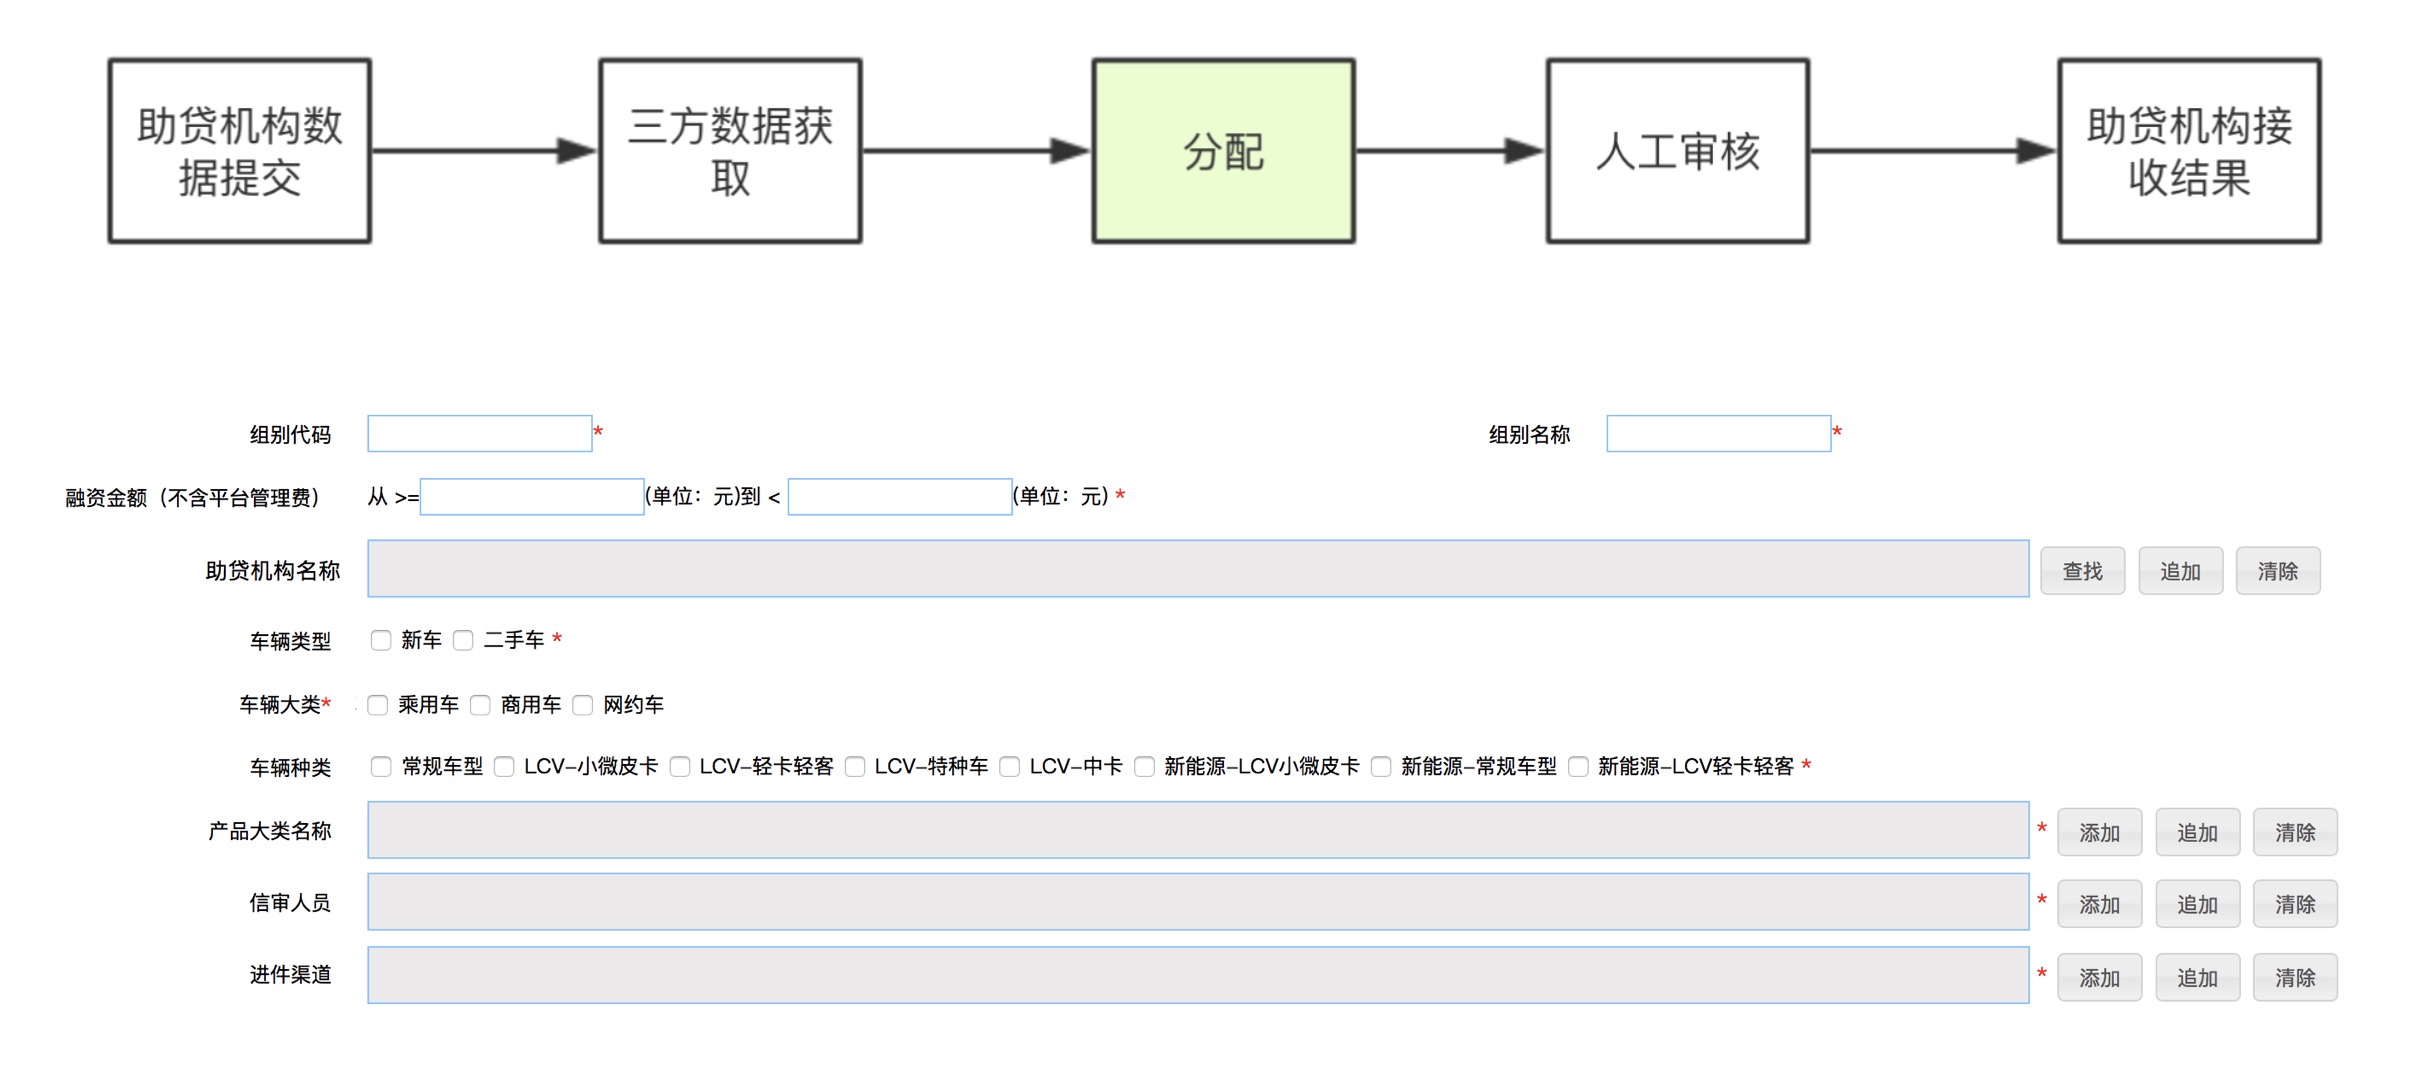 助贷机构数
据提交
三方数据获
取
分配
人工审核
助贷机构接
收结果
组别代码 * 组别名称 *
融资金额（不含平台管理费） 从 >= (单位：元)到 < (单位：元) *
助贷机构名称 查找 追加 清除
车辆类型 新车 二手车 *
车辆大类* 乘用车 商用车 网约车
车辆种类 常规车型 LCV-小微皮卡 LCV-轻卡轻客 LCV-特种车 LCV-中卡 新能源-LCV小微皮卡 新能源-常规车型 新能源-LCV轻卡轻客 *
产品大类名称 * 添加 追加 清除
信审人员 * 添加 追加 清除
进件渠道 * 添加 追加 清除